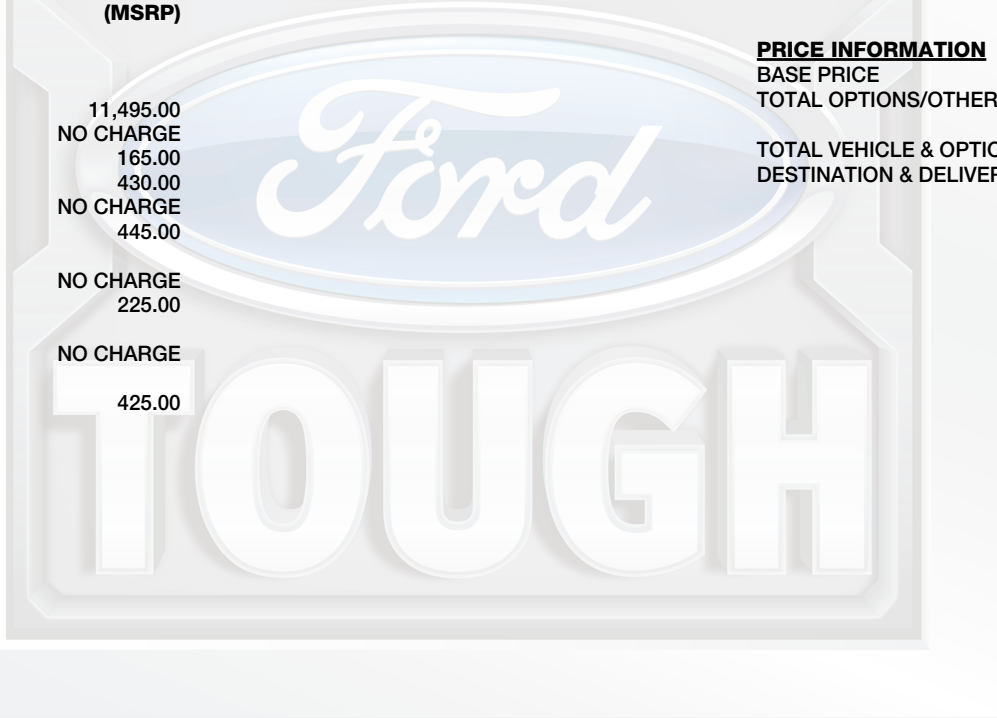 (MSRP)
11,495.00
NO CHARGE
165.00
430.00
NO CHARGE
445.00
NO CHARGE
225.00
NO CHARGE
425.00
PRICE INFORMATION
BASE PRICE
TOTAL OPTIONS/OTHER
TOTAL VEHICLE & OPTIO
DESTINATION & DELIVER
Ford
TOUGH